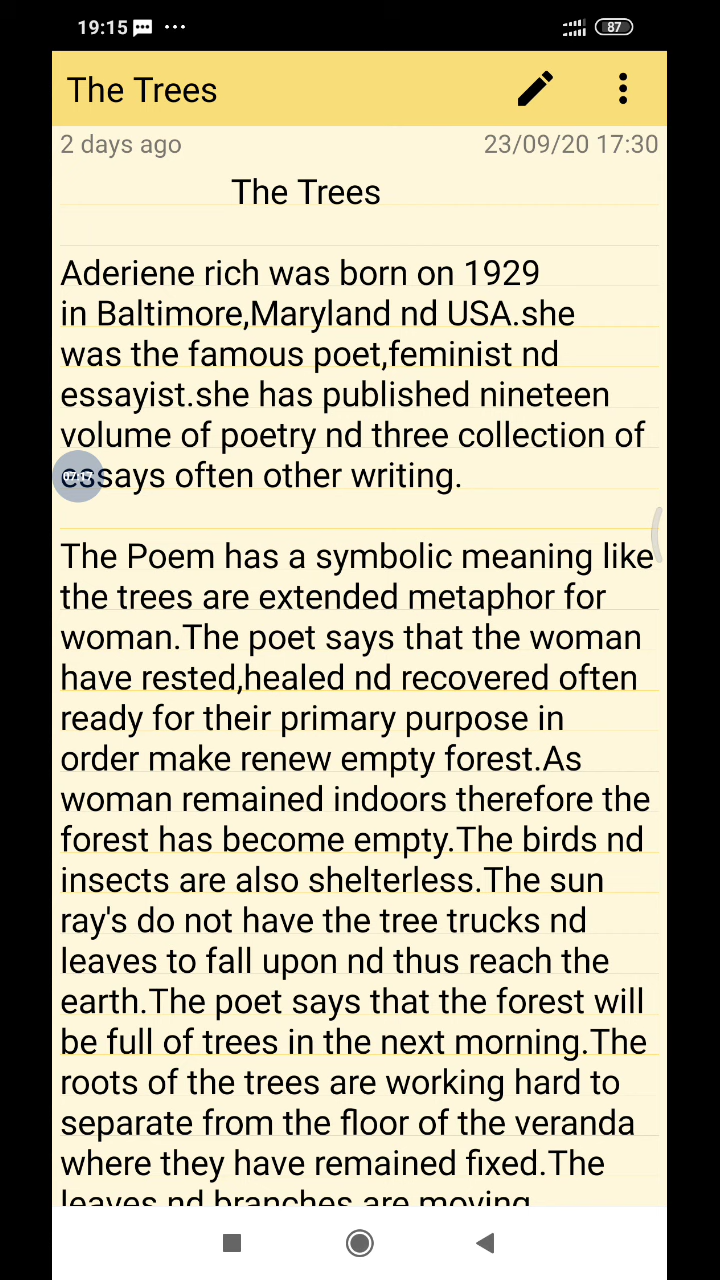 19:15
87
The Trees
2 days ago 23/09/20 17:30
The Trees
Aderiene rich was born on 1929
in Baltimore,Maryland nd USA.she
was the famous poet,feminist nd
essayist.she has published nineteen
volume of poetry nd three collection of
essays often other writing.
07:17
The Poem has a symbolic meaning like
the trees are extended metaphor for
woman.The poet says that the woman
have rested,healed nd recovered often
ready for their primary purpose in
order make renew empty forest.As
woman remained indoors therefore the
forest has become empty.The birds nd
insects are also shelterless.The sun
ray's do not have the tree trucks nd
leaves to fall upon nd thus reach the
earth.The poet says that the forest will
be full of trees in the next morning.The
roots of the trees are working hard to
separate from the floor of the veranda
where they have remained fixed.The
leaves nd branches are moving